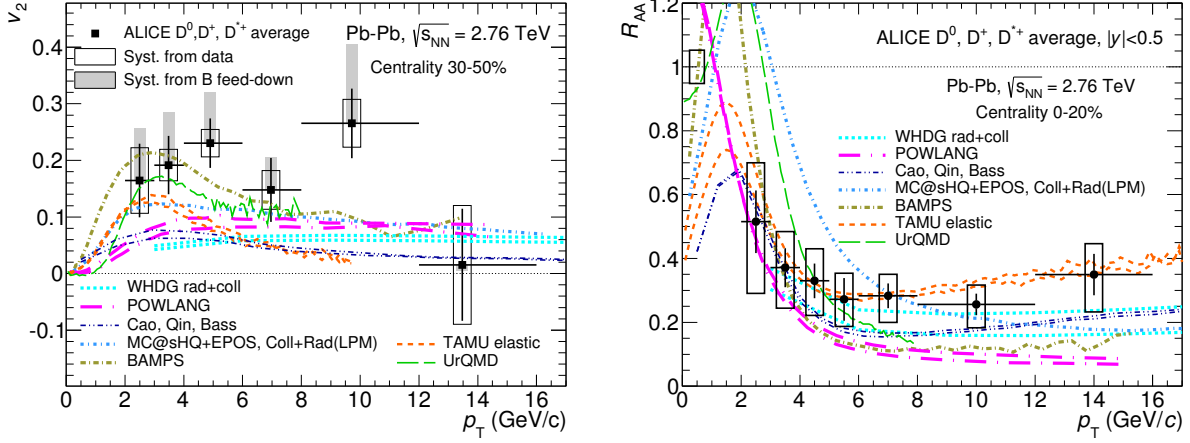 v2
0.4
0.3
0.2
0.1
0
-0.1
ALICE D0,D+, D*+ average
Syst. from data
Syst. from B feed-down
Pb-Pb, √sNN = 2.76 TeV
Centrality 30-50%
WHDG rad+coll
POWLANG
Cao, Qin, Bass
MC@sHQ+EPOS, Coll+Rad(LPM)
BAMPS
TAMU elastic
UrQMD
0 2 4 6 8 10 12 14 16
pT (GeV/c)
RAA
1.2
1
0.8
0.6
0.4
0.2
0
ALICE D0, D+, D*+ average, |y|<0.5
Pb-Pb, √sNN = 2.76 TeV
Centrality 0-20%
WHDG rad+coll
POWLANG
Cao, Qin, Bass
MC@sHQ+EPOS, Coll+Rad(LPM)
BAMPS
TAMU elastic
UrQMD
0 2 4 6 8 10 12 14 16
pT (GeV/c)